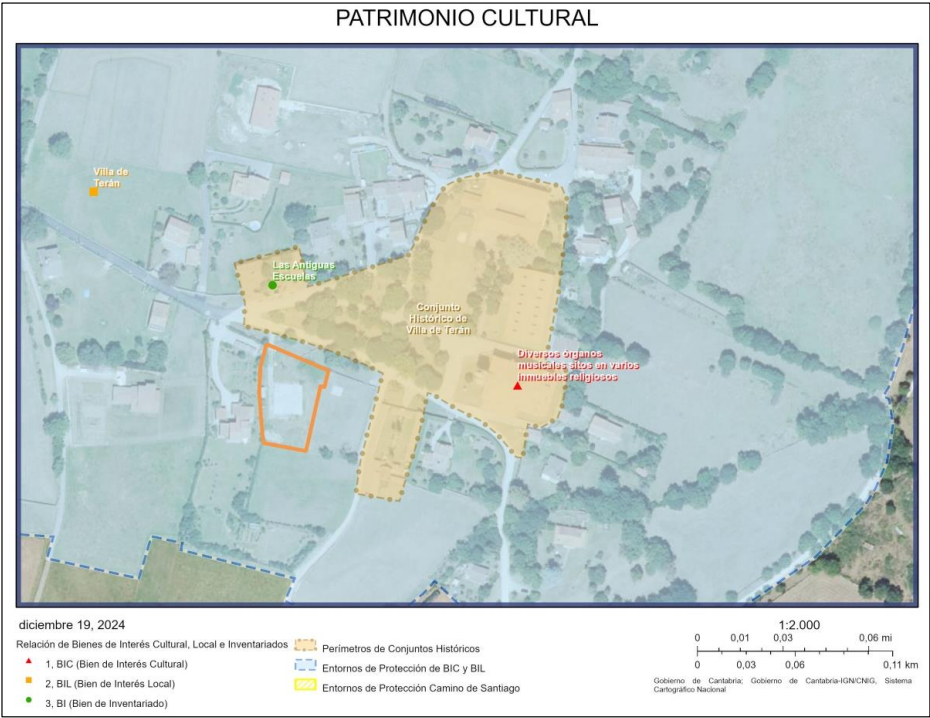 PATRIMONIO CULTURAL
Villa de
Terán
Las Antiguas
Escuelas
Conjunto
Histórico de
Villa de Terán
Diversos órganos
musicales sitos en varios
inmuebles religiosos
diciembre 19, 2024
Relación de Bienes de Interés Cultural, Local e Inventariados
1, BIC (Bien de Interés Cultural)
2, BIL (Bien de Interés Local)
3, BI (Bien de Inventariado)
Perímetros de Conjuntos Históricos
Entornos de Protección de BIC y BIL
Entornos de Protección Camino de Santiago
1:2.000
0 0,01 0,03 0,06 mi
0 0,03 0,06 0,11 km
Gobierno de Cantabria; Gobierno de Cantabria-IGN/CNIG, Sistema
Cartográfico Nacional